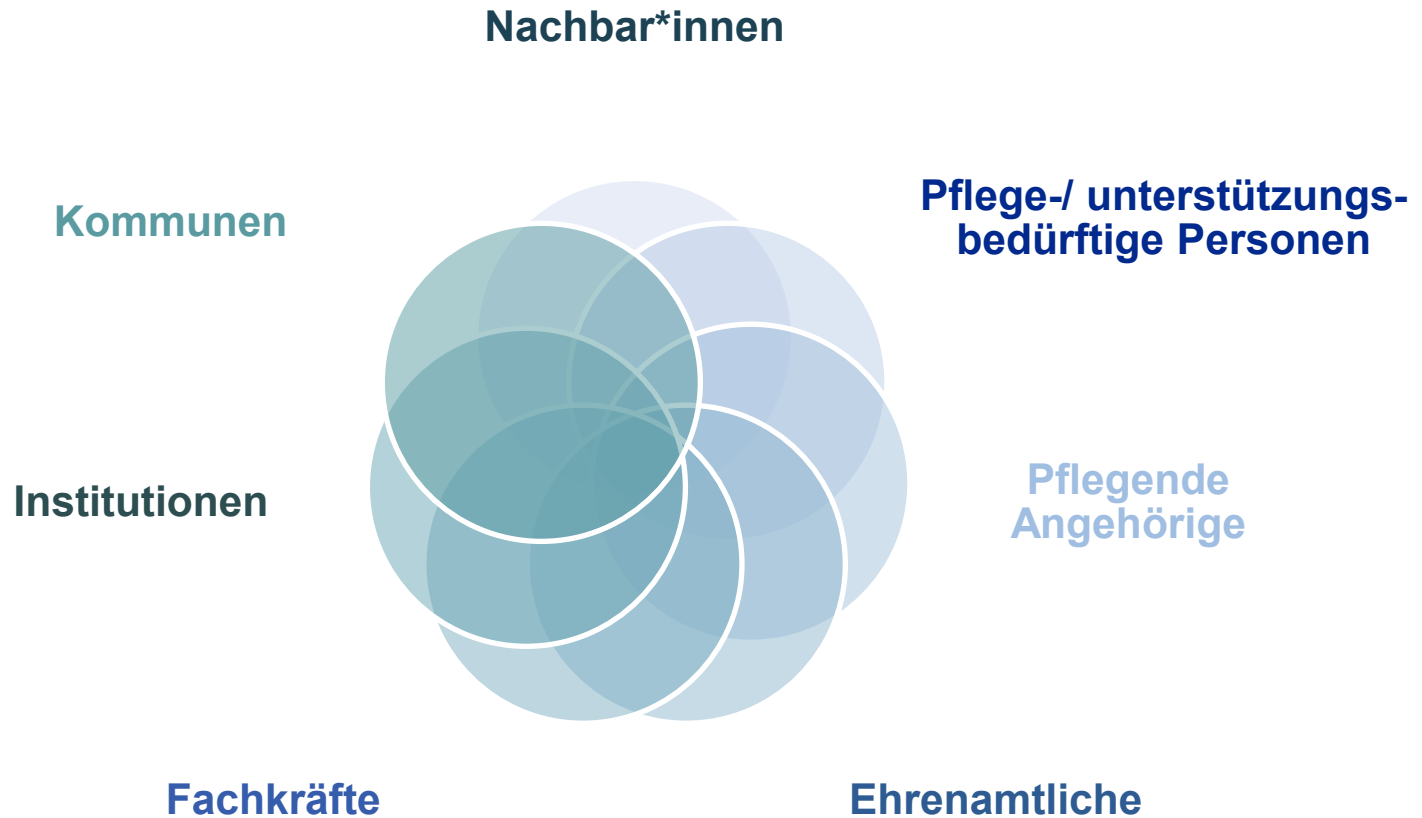 Nachbar*innen
Kommunen
Pflege-/ unterstützungs-
bedürftige Personen
Institutionen
Pflegende
Angehörige
Fachkräfte
Ehrenamtliche